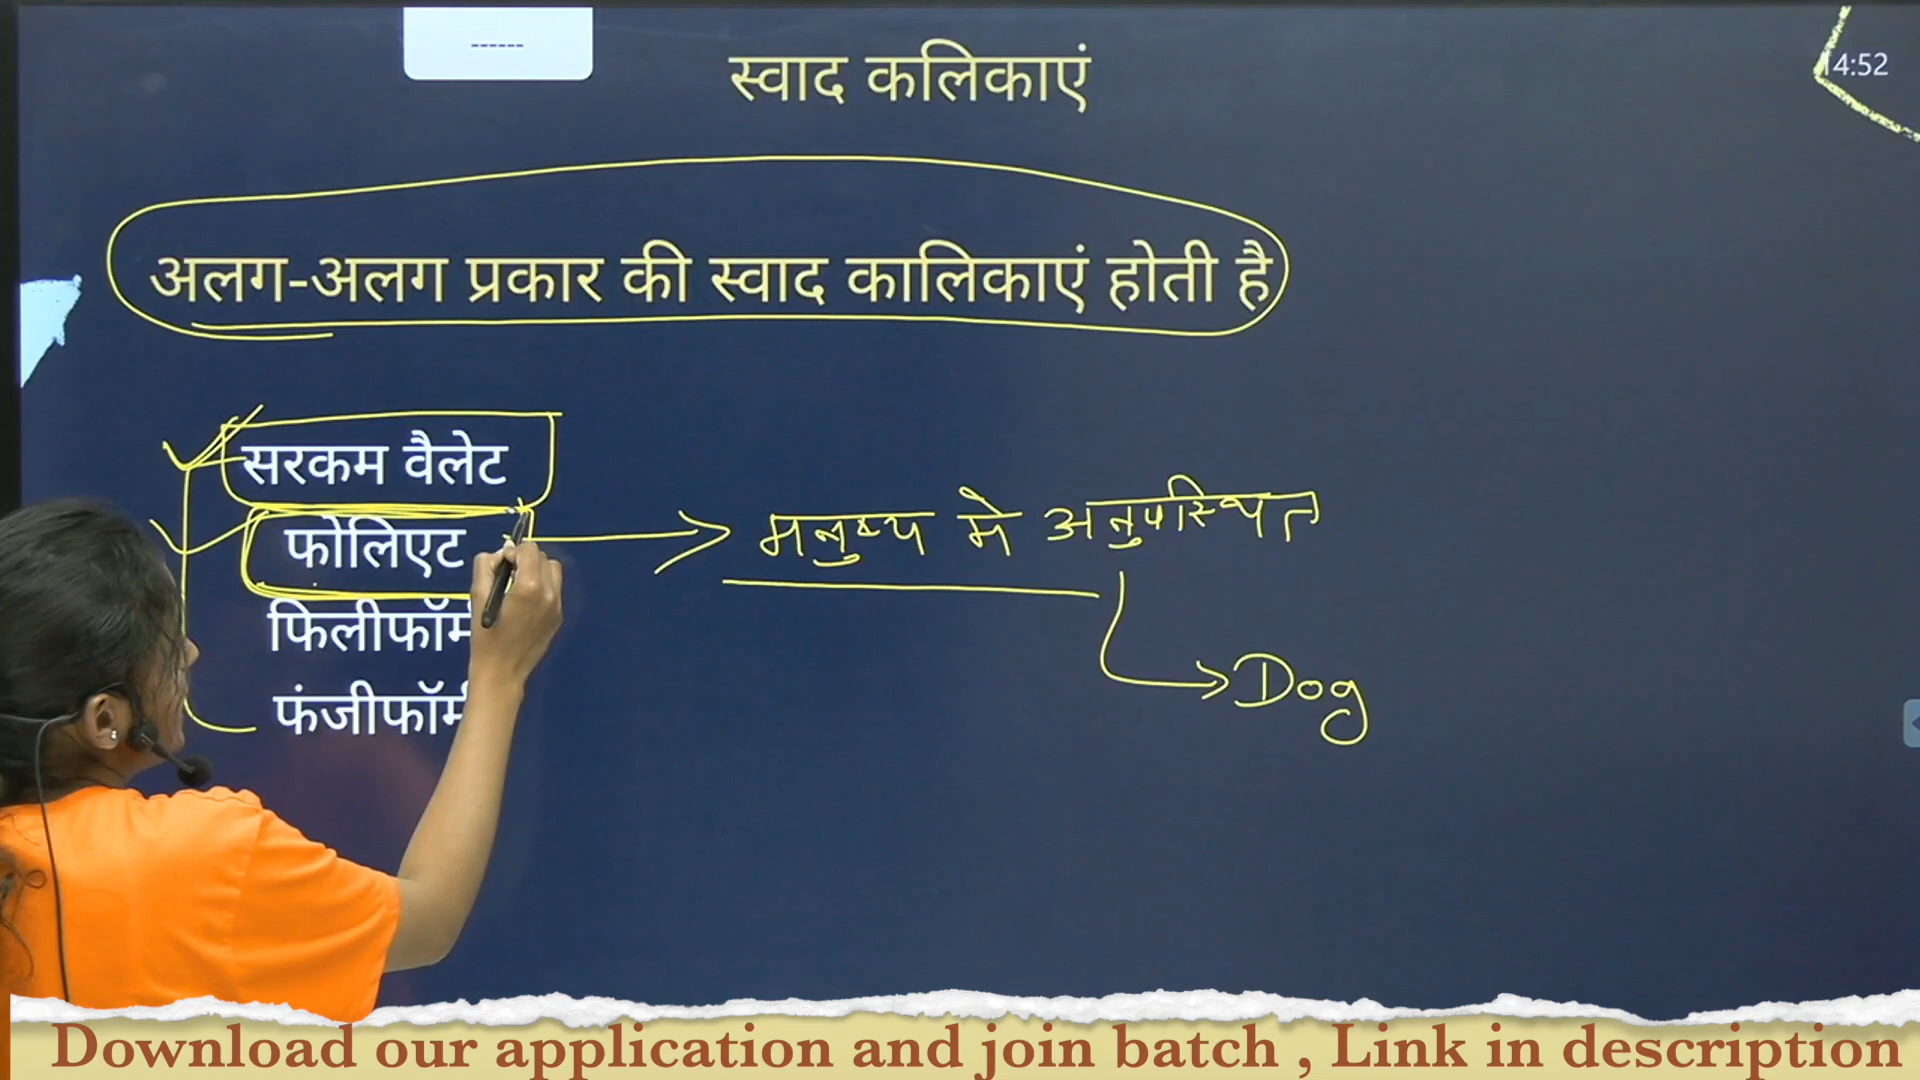 ------
स्वाद कलिकाएं
4:52
अलग-अलग प्रकार की स्वाद कालिकाएं होती है
सरकम वैलेट
फोलिएट
मनुष्य मे अनुपस्थित
फिलीफॉर्म
Dog
फंजीफॉर्म
Download our application and join batch , Link in description